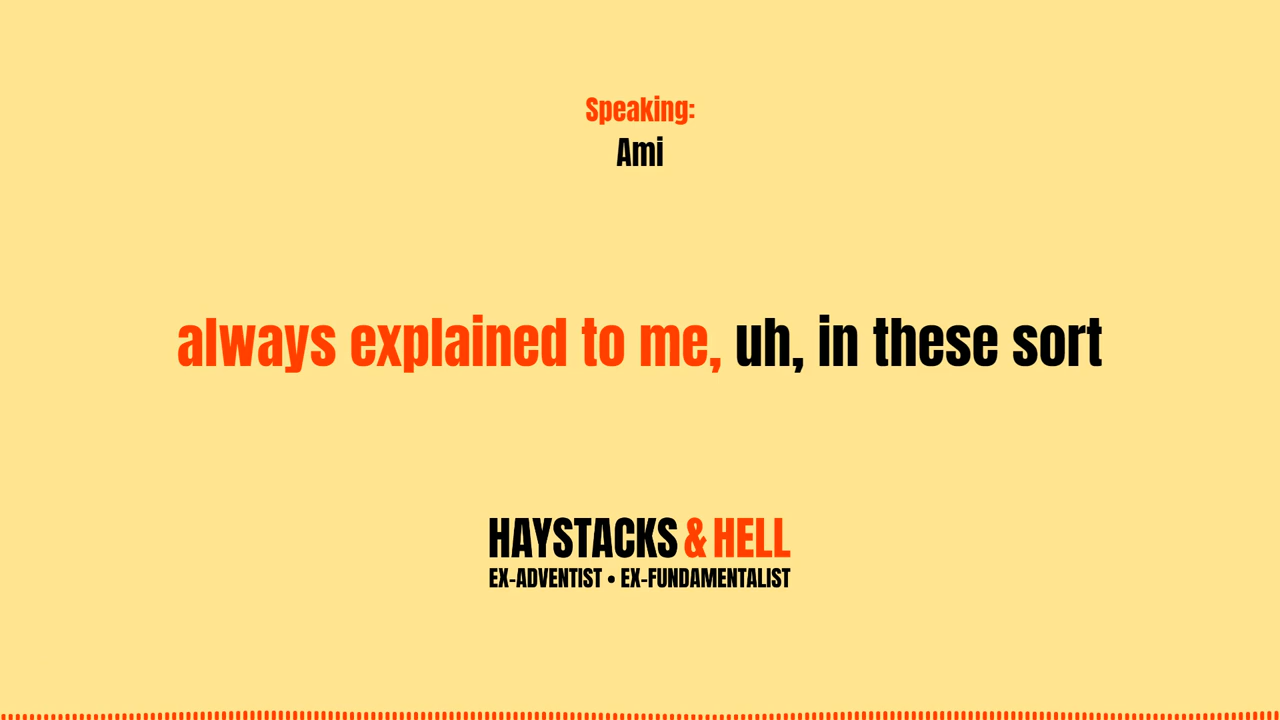 Speaking:
Ami
always explained to me, uh, in these sort
HAYSTACKS & HELL
EX-ADVENTIST • EX-FUNDAMENTALIST